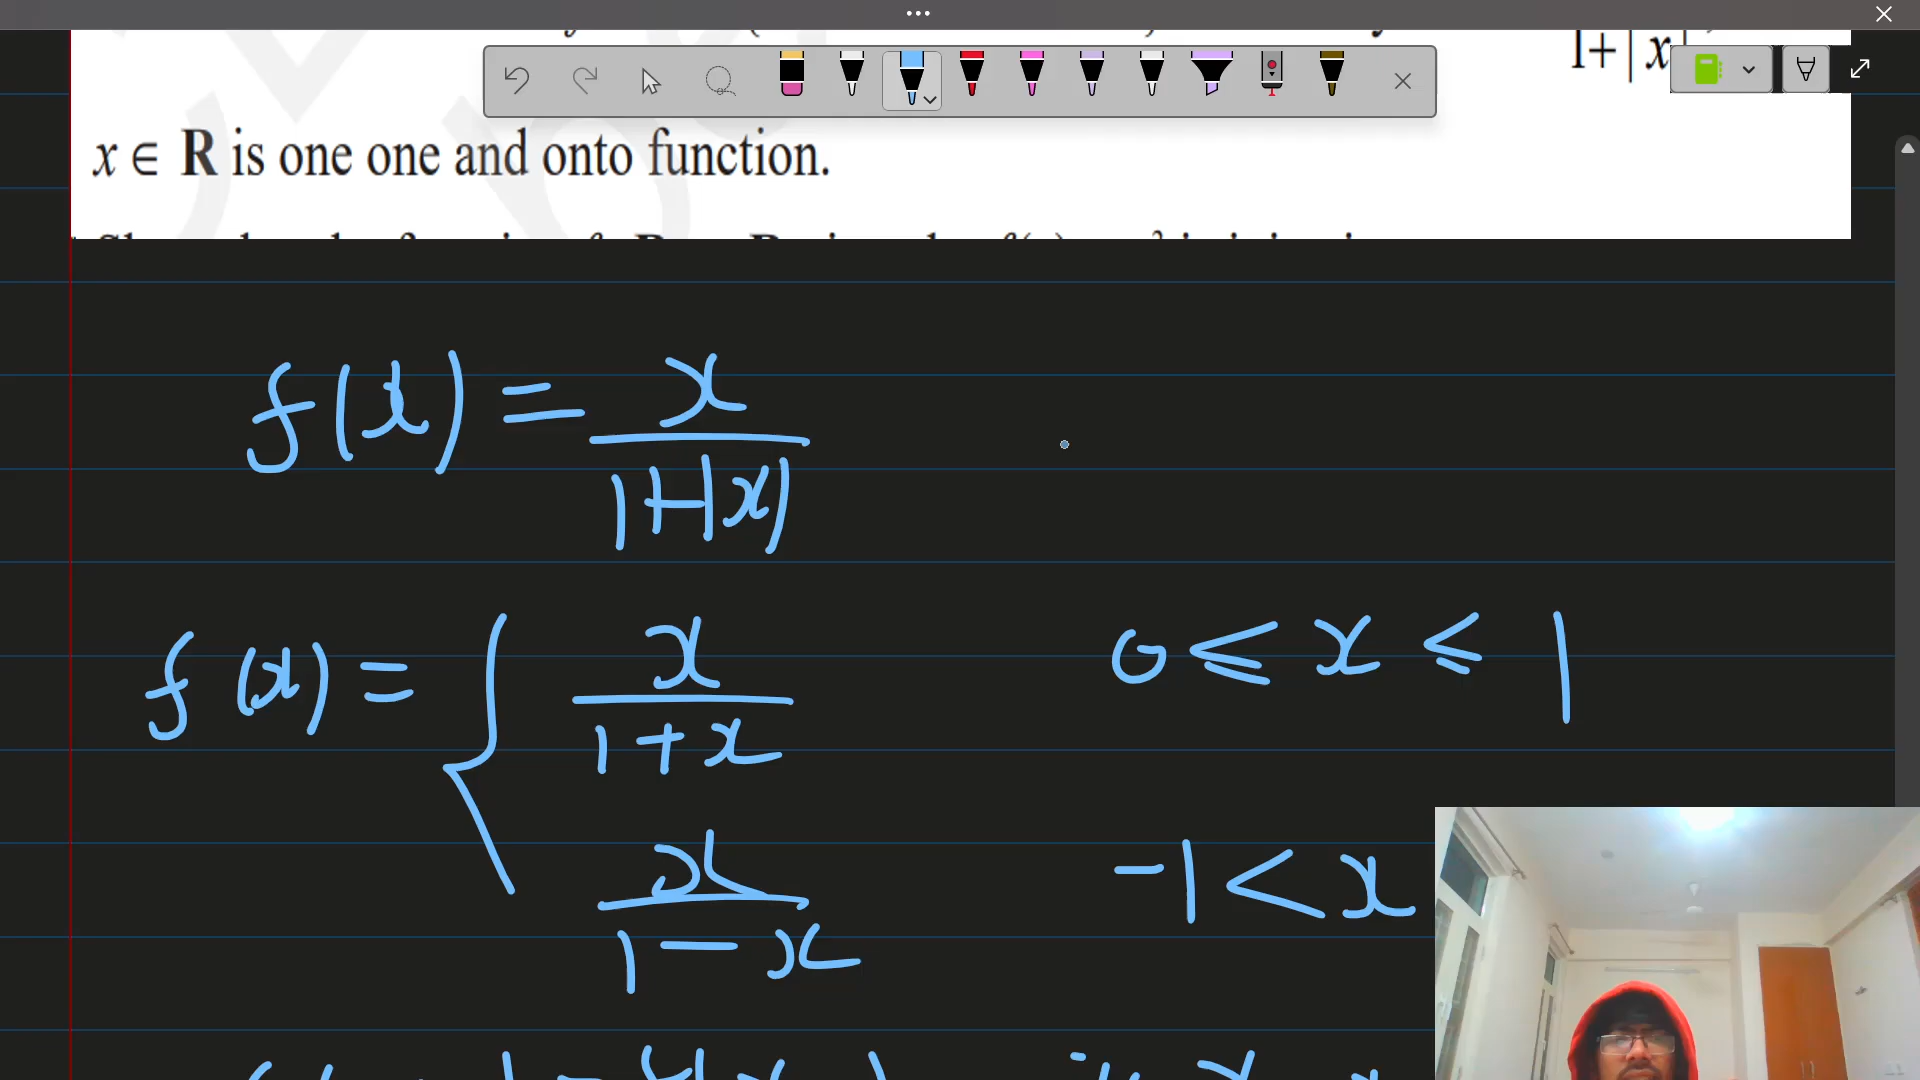 1+|x|
x ∈ R is one one and onto function.
f(x) = x / 1+|x|
f(x) = { x / 1+x    0 ≤ x ≤ 1
x / 1−x    -1 < x